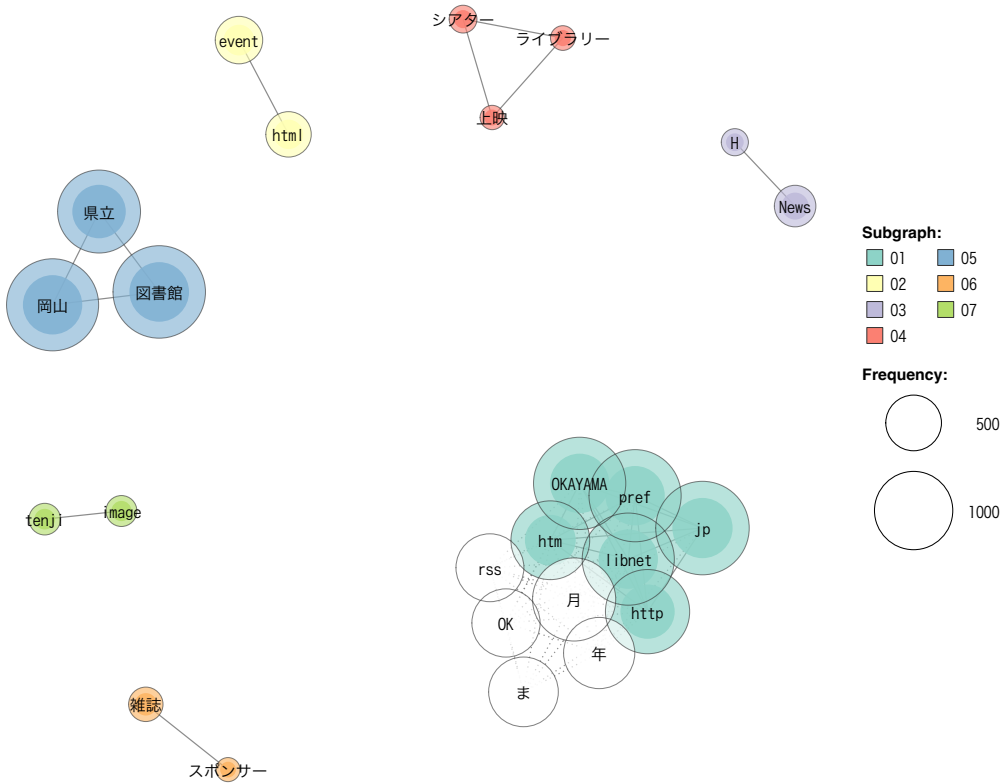 シアター
ライブラリー
event
上映
html
H
News
県立
図書館
岡山
Subgraph:
01
05
02
06
03
07
04
Frequency:
500
1000
OKAYAMA
pref
jp
tenji
image
htm
libnet
rss
月
http
OK
年
ま
雑誌
スポンサー